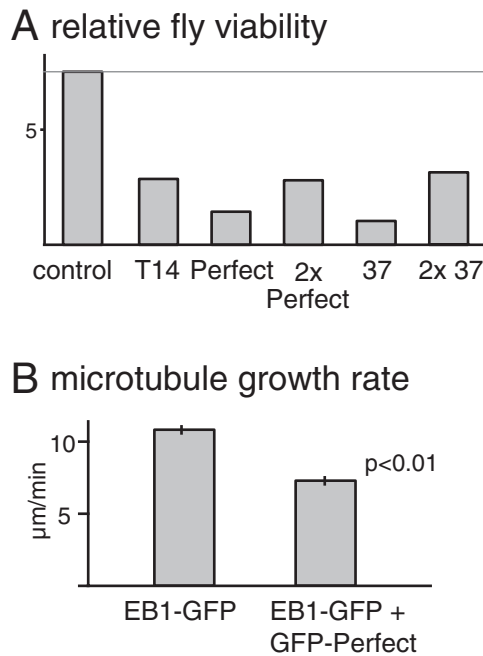 A relative fly viability
5
control T14 Perfect 2x Perfect 37 2x 37
B microtubule growth rate
10
µm/min
5
p<0.01
EB1-GFP EB1-GFP +
GFP-Perfect